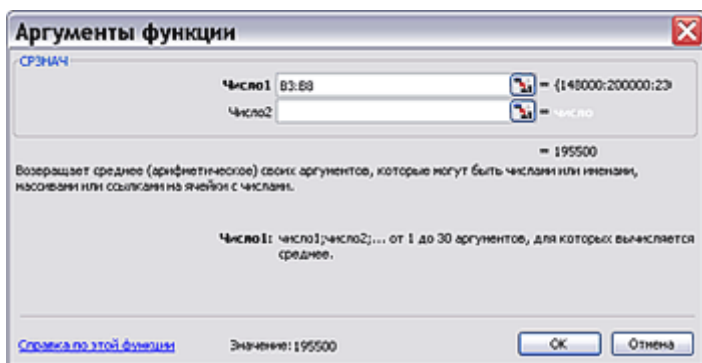 Аргументы функции
СРЗНАЧ
Число1 B3:B8 = {148000:200000:23
Число2 = число
= 195500
Возвращает среднее (арифметическое) своих аргументов, которые могут быть числами или именами,
массивами или ссылками на ячейки с числами.
Число1: число1;число2;... от 1 до 30 аргументов, для которых вычисляется
среднее.
Справка по этой функции Значение:195500 ОК Отмена